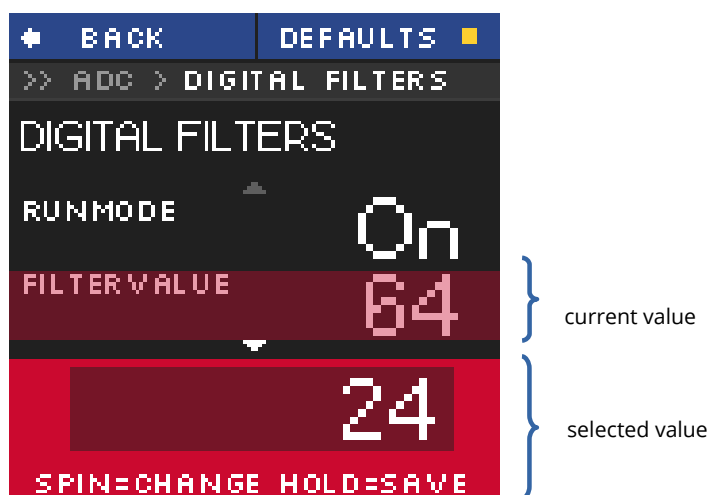 BACK DEFAULTS
>> ADC > DIGITAL FILTERS
DIGITAL FILTERS
RUNMODE On
FILTERVALUE 64
current value
24
selected value
SPIN=CHANGE HOLD=SAVE